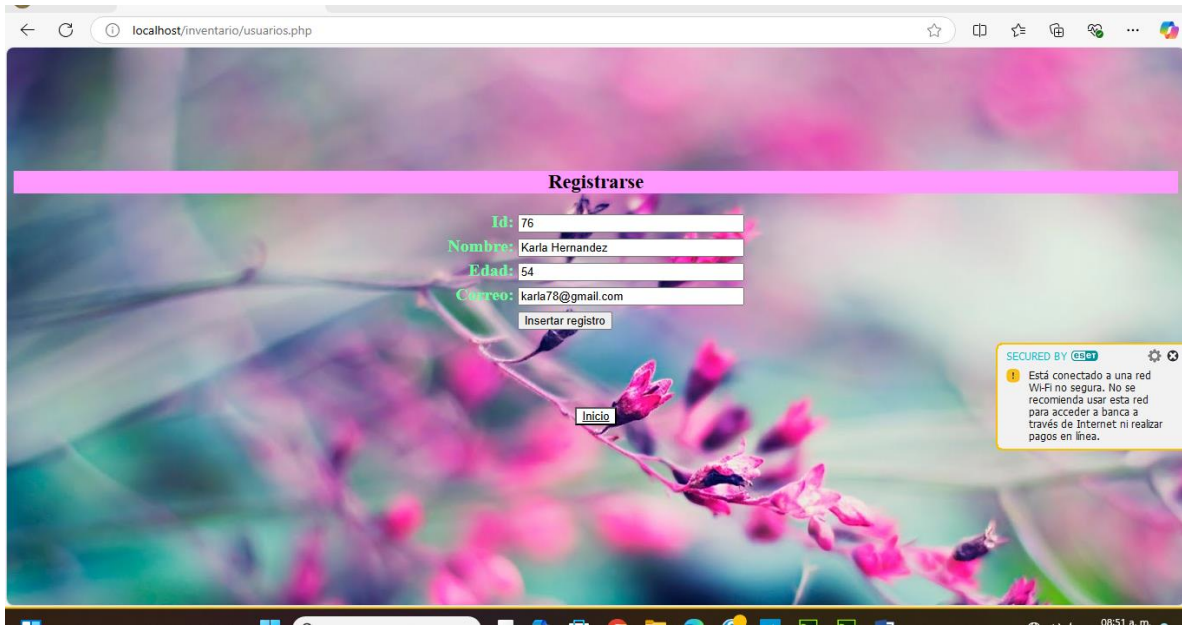 localhost/inventario/usuarios.php
Registrarse
Id: 76
Nombre: Karla Hernandez
Edad: 54
Correo: karla78@gmail.com
Insertar registro
SECURED BY eset
Está conectado a una red
Wi-Fi no segura. No se
recomienda usar esta red
para acceder a banca a
través de Internet ni realizar
pagos en línea.
Inicio
08:51 a. m.